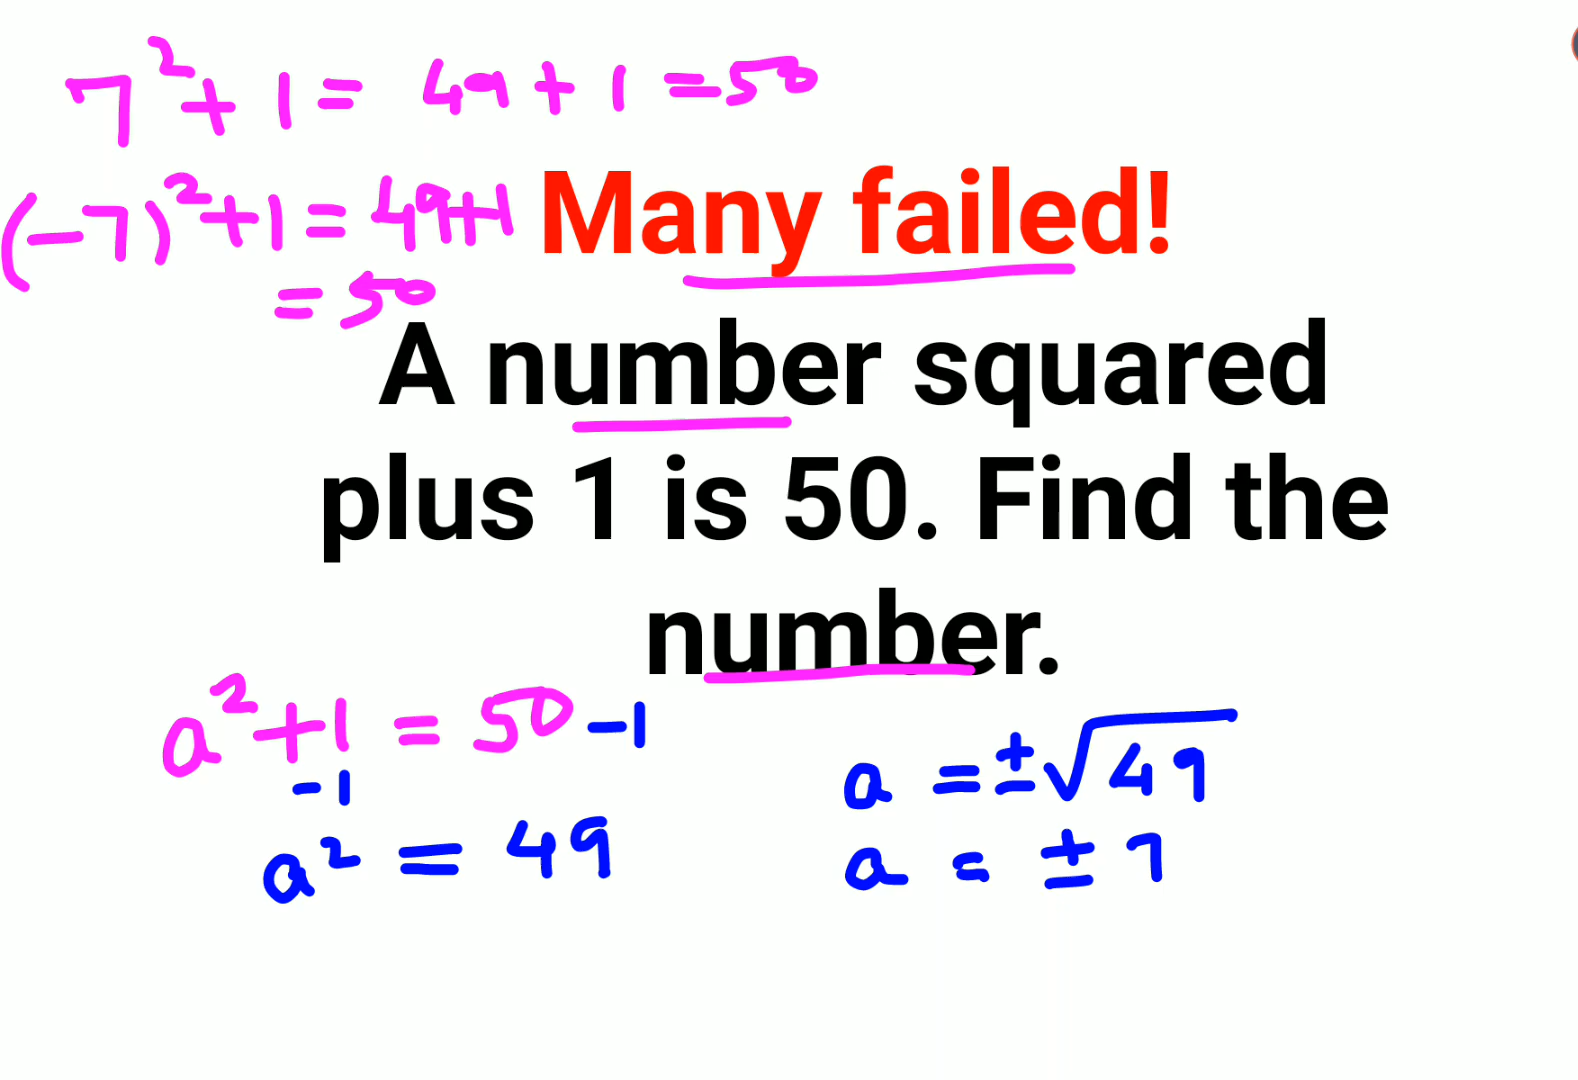 7²+1= 49+1=50
(-7)²+1=49+1
=50
Many failed!
A number squared
plus 1 is 50. Find the
number.
a²+1=50-1
-1
a²=49
a=±√49
a=±7